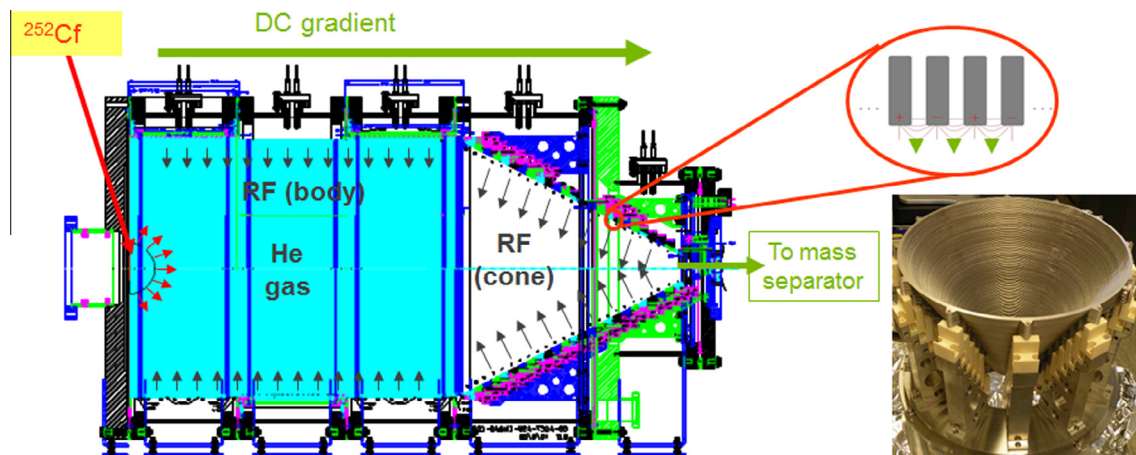 DC gradient
²⁵²Cf
RF (body)
He
gas
RF
(cone)
To mass
separator